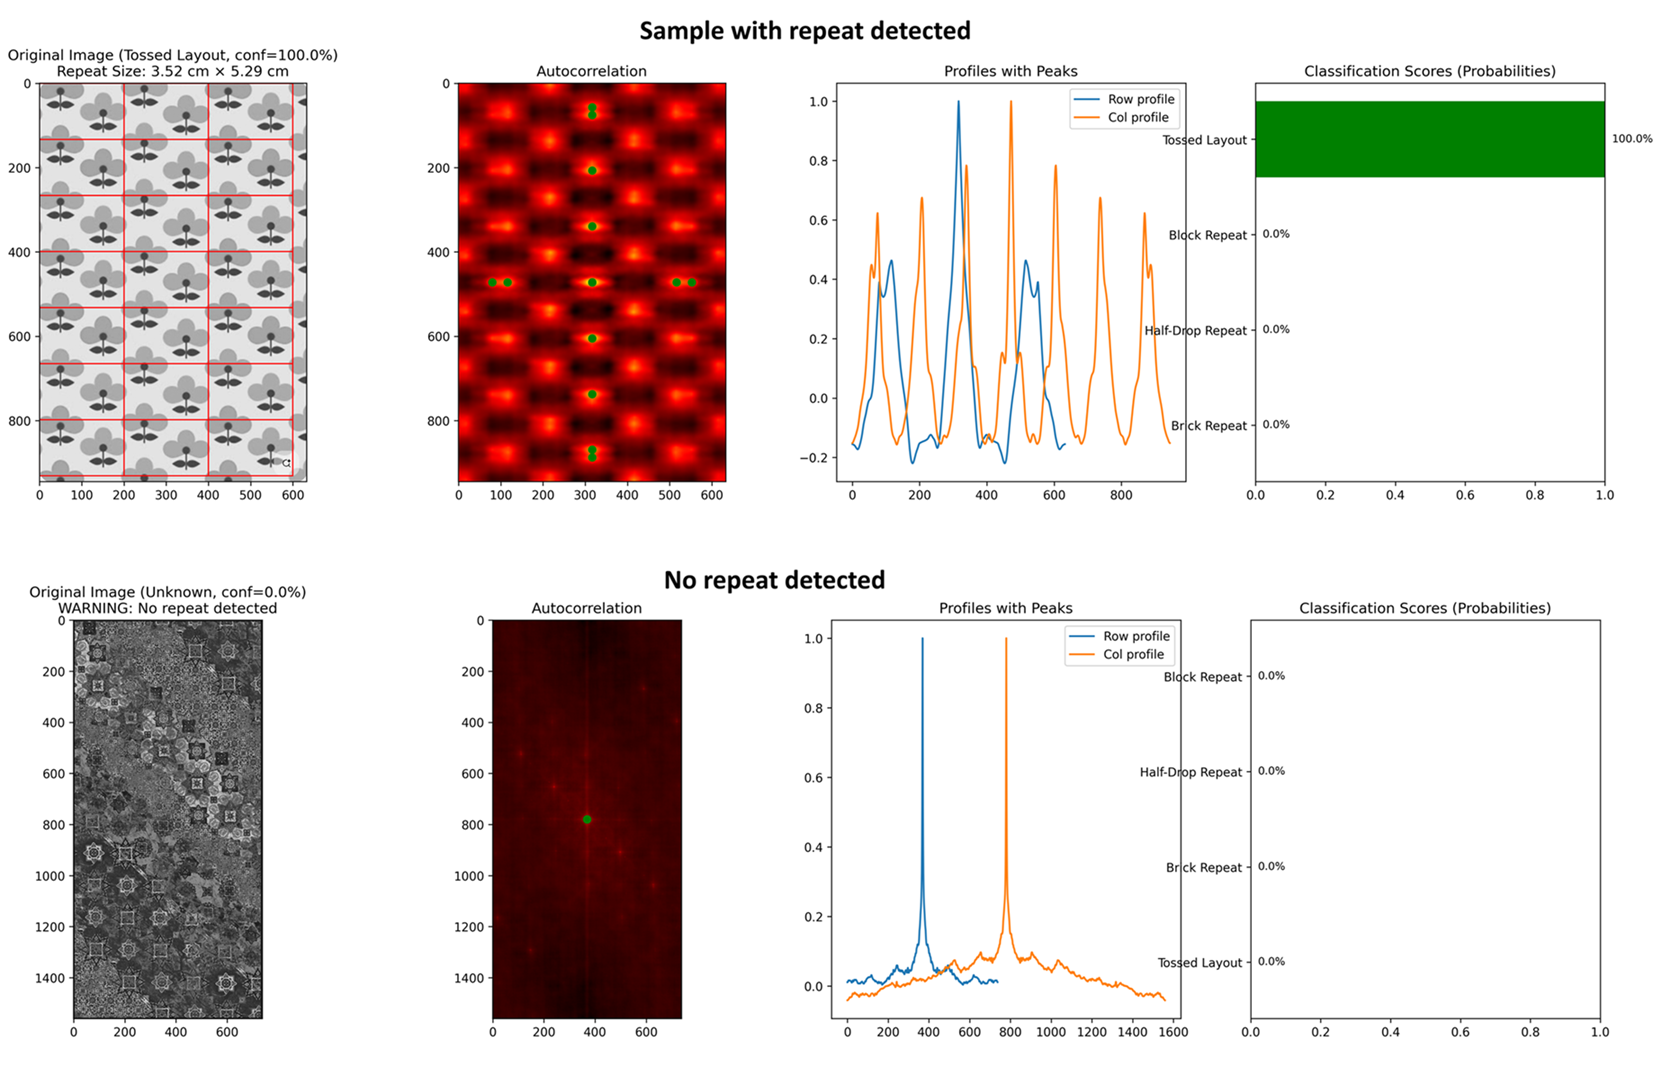 Sample with repeat detected
Original Image (Tossed Layout, conf=100.0%)
Repeat Size: 3.52 cm × 5.29 cm
0
200
400
600
800
0 100 200 300 400 500 600
Autocorrelation
0
200
400
600
800
0 100 200 300 400 500 600
Profiles with Peaks
Row profile
Col profile
1.0
0.8
0.6
0.4
0.2
0.0
−0.2
0 200 400 600 800
Classification Scores (Probabilities)
Tossed Layout 100.0%
Block Repeat 0.0%
Half-Drop Repeat 0.0%
Brick Repeat 0.0%
0.0 0.2 0.4 0.6 0.8 1.0
No repeat detected
Original Image (Unknown, conf=0.0%)
WARNING: No repeat detected
0
200
400
600
800
1000
1200
1400
0 200 400 600
Autocorrelation
0
200
400
600
800
1000
1200
1400
0 200 400 600
Profiles with Peaks
Row profile
Col profile
1.0
0.8
0.6
0.4
0.2
0.0
0 200 400 600 800 1000 1200 1400 1600
Classification Scores (Probabilities)
Block Repeat 0.0%
Half-Drop Repeat 0.0%
Brick Repeat 0.0%
Tossed Layout 0.0%
0.0 0.2 0.4 0.6 0.8 1.0